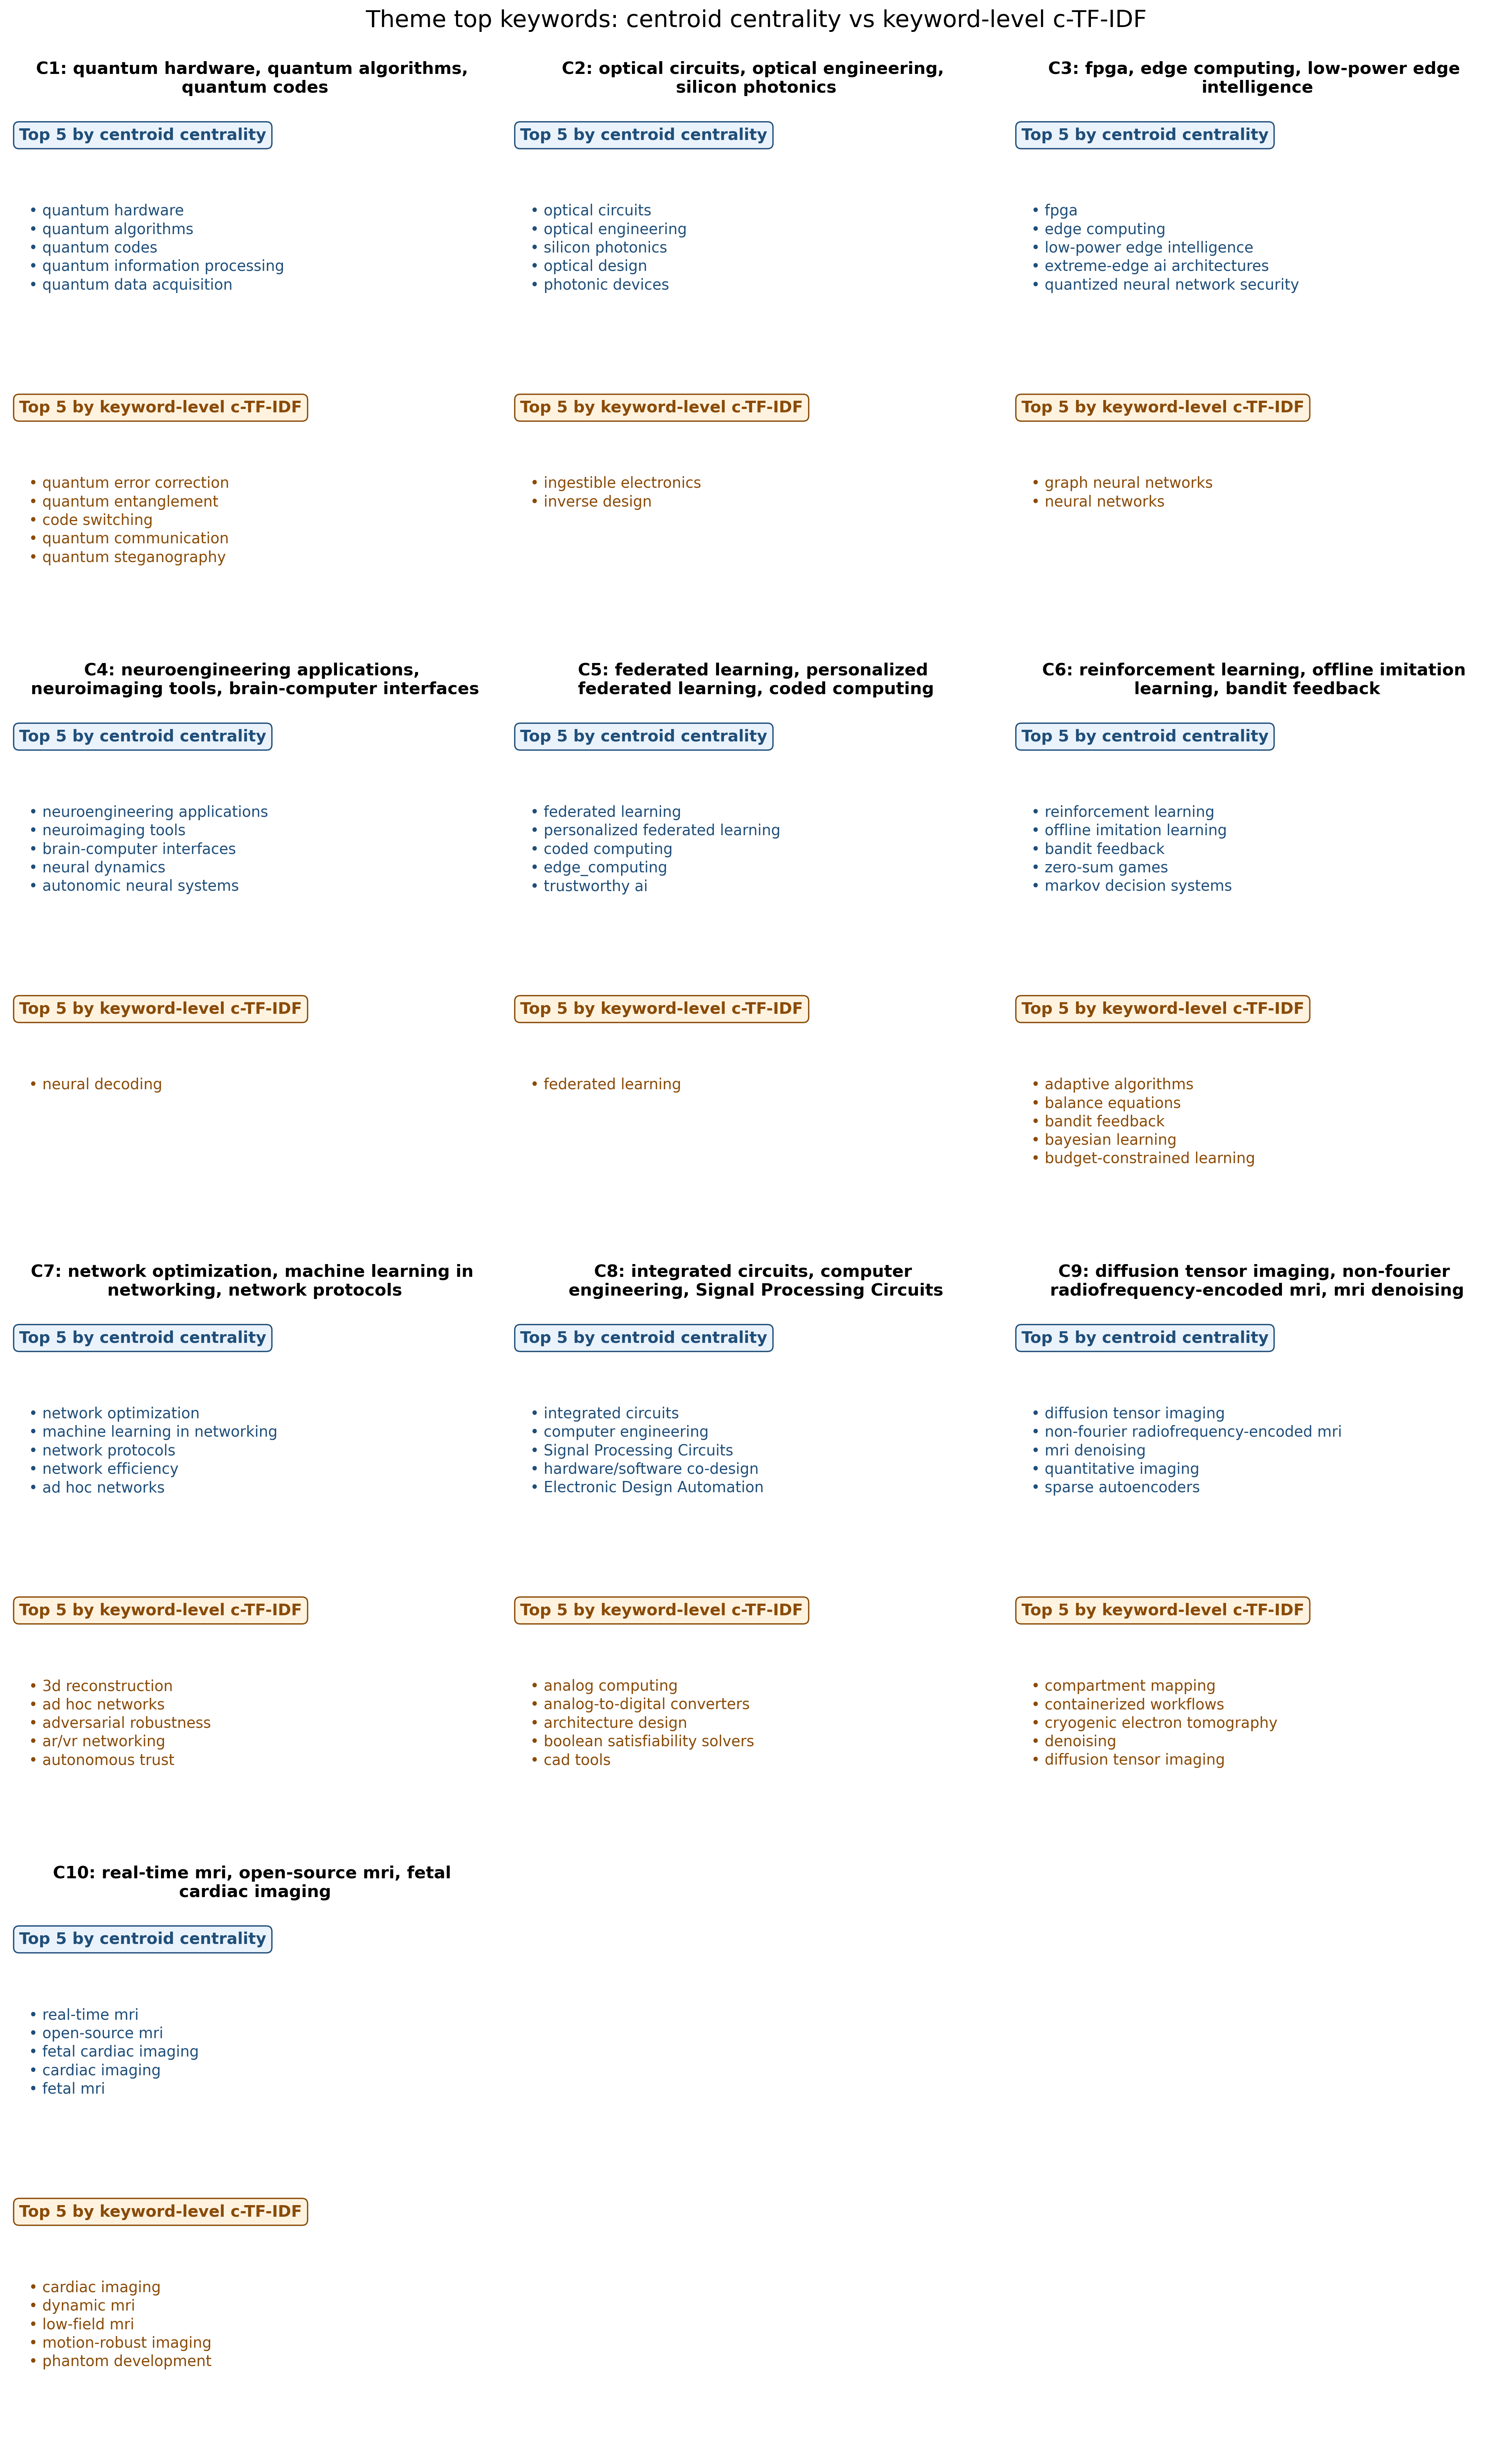 Theme top keywords: centroid centrality vs keyword-level c-TF-IDF
C1: quantum hardware, quantum algorithms,
quantum codes
Top 5 by centroid centrality
• quantum hardware
• quantum algorithms
• quantum codes
• quantum information processing
• quantum data acquisition
Top 5 by keyword-level c-TF-IDF
• quantum error correction
• quantum entanglement
• code switching
• quantum communication
• quantum steganography
C2: optical circuits, optical engineering,
silicon photonics
Top 5 by centroid centrality
• optical circuits
• optical engineering
• silicon photonics
• optical design
• photonic devices
Top 5 by keyword-level c-TF-IDF
• ingestible electronics
• inverse design
C3: fpga, edge computing, low-power edge
intelligence
Top 5 by centroid centrality
• fpga
• edge computing
• low-power edge intelligence
• extreme-edge ai architectures
• quantized neural network security
Top 5 by keyword-level c-TF-IDF
• graph neural networks
• neural networks
C4: neuroengineering applications,
neuroimaging tools, brain-computer interfaces
Top 5 by centroid centrality
• neuroengineering applications
• neuroimaging tools
• brain-computer interfaces
• neural dynamics
• autonomic neural systems
Top 5 by keyword-level c-TF-IDF
• neural decoding
C5: federated learning, personalized
federated learning, coded computing
Top 5 by centroid centrality
• federated learning
• personalized federated learning
• coded computing
• edge_computing
• trustworthy ai
Top 5 by keyword-level c-TF-IDF
• federated learning
C6: reinforcement learning, offline imitation
learning, bandit feedback
Top 5 by centroid centrality
• reinforcement learning
• offline imitation learning
• bandit feedback
• zero-sum games
• markov decision systems
Top 5 by keyword-level c-TF-IDF
• adaptive algorithms
• balance equations
• bandit feedback
• bayesian learning
• budget-constrained learning
C7: network optimization, machine learning in
networking, network protocols
Top 5 by centroid centrality
• network optimization
• machine learning in networking
• network protocols
• network efficiency
• ad hoc networks
Top 5 by keyword-level c-TF-IDF
• 3d reconstruction
• ad hoc networks
• adversarial robustness
• ar/vr networking
• autonomous trust
C8: integrated circuits, computer
engineering, Signal Processing Circuits
Top 5 by centroid centrality
• integrated circuits
• computer engineering
• Signal Processing Circuits
• hardware/software co-design
• Electronic Design Automation
Top 5 by keyword-level c-TF-IDF
• analog computing
• analog-to-digital converters
• architecture design
• boolean satisfiability solvers
• cad tools
C9: diffusion tensor imaging, non-fourier
radiofrequency-encoded mri, mri denoising
Top 5 by centroid centrality
• diffusion tensor imaging
• non-fourier radiofrequency-encoded mri
• mri denoising
• quantitative imaging
• sparse autoencoders
Top 5 by keyword-level c-TF-IDF
• compartment mapping
• containerized workflows
• cryogenic electron tomography
• denoising
• diffusion tensor imaging
C10: real-time mri, open-source mri, fetal
cardiac imaging
Top 5 by centroid centrality
• real-time mri
• open-source mri
• fetal cardiac imaging
• cardiac imaging
• fetal mri
Top 5 by keyword-level c-TF-IDF
• cardiac imaging
• dynamic mri
• low-field mri
• motion-robust imaging
• phantom development